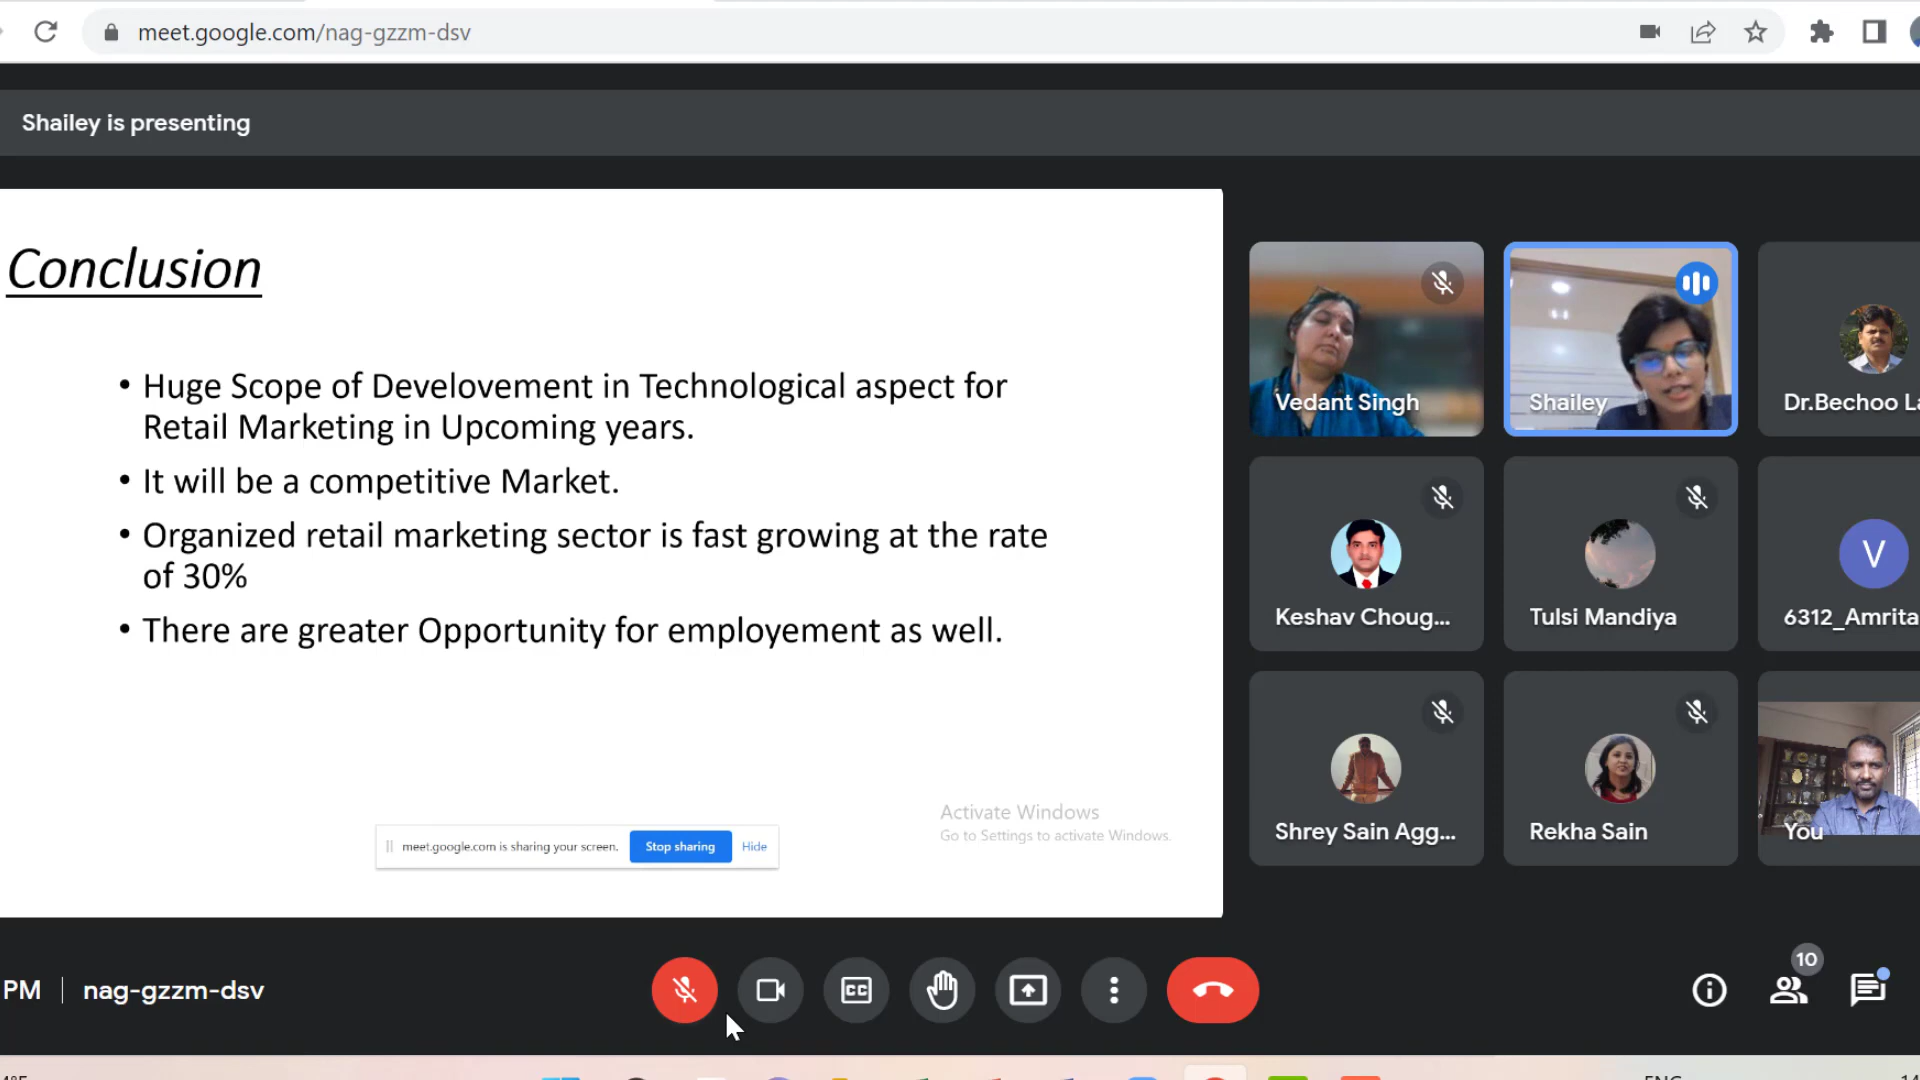 meet.google.com/nag-gzzm-dsv
Shailey is presenting
Conclusion
• Huge Scope of Develovement in Technological aspect for
Retail Marketing in Upcoming years.
• It will be a competitive Market.
• Organized retail marketing sector is fast growing at the rate
of 30%
• There are greater Opportunity for employement as well.
Activate Windows
Go to Settings to activate Windows.
meet.google.com is sharing your screen.
Stop sharing
Hide
Vedant Singh
Shailey
Dr.Bechoo La
Keshav Choug...
Tulsi Mandiya
V
6312_Amrita
Shrey Sain Agg...
Rekha Sain
You
PM
nag-gzzm-dsv
CC
10